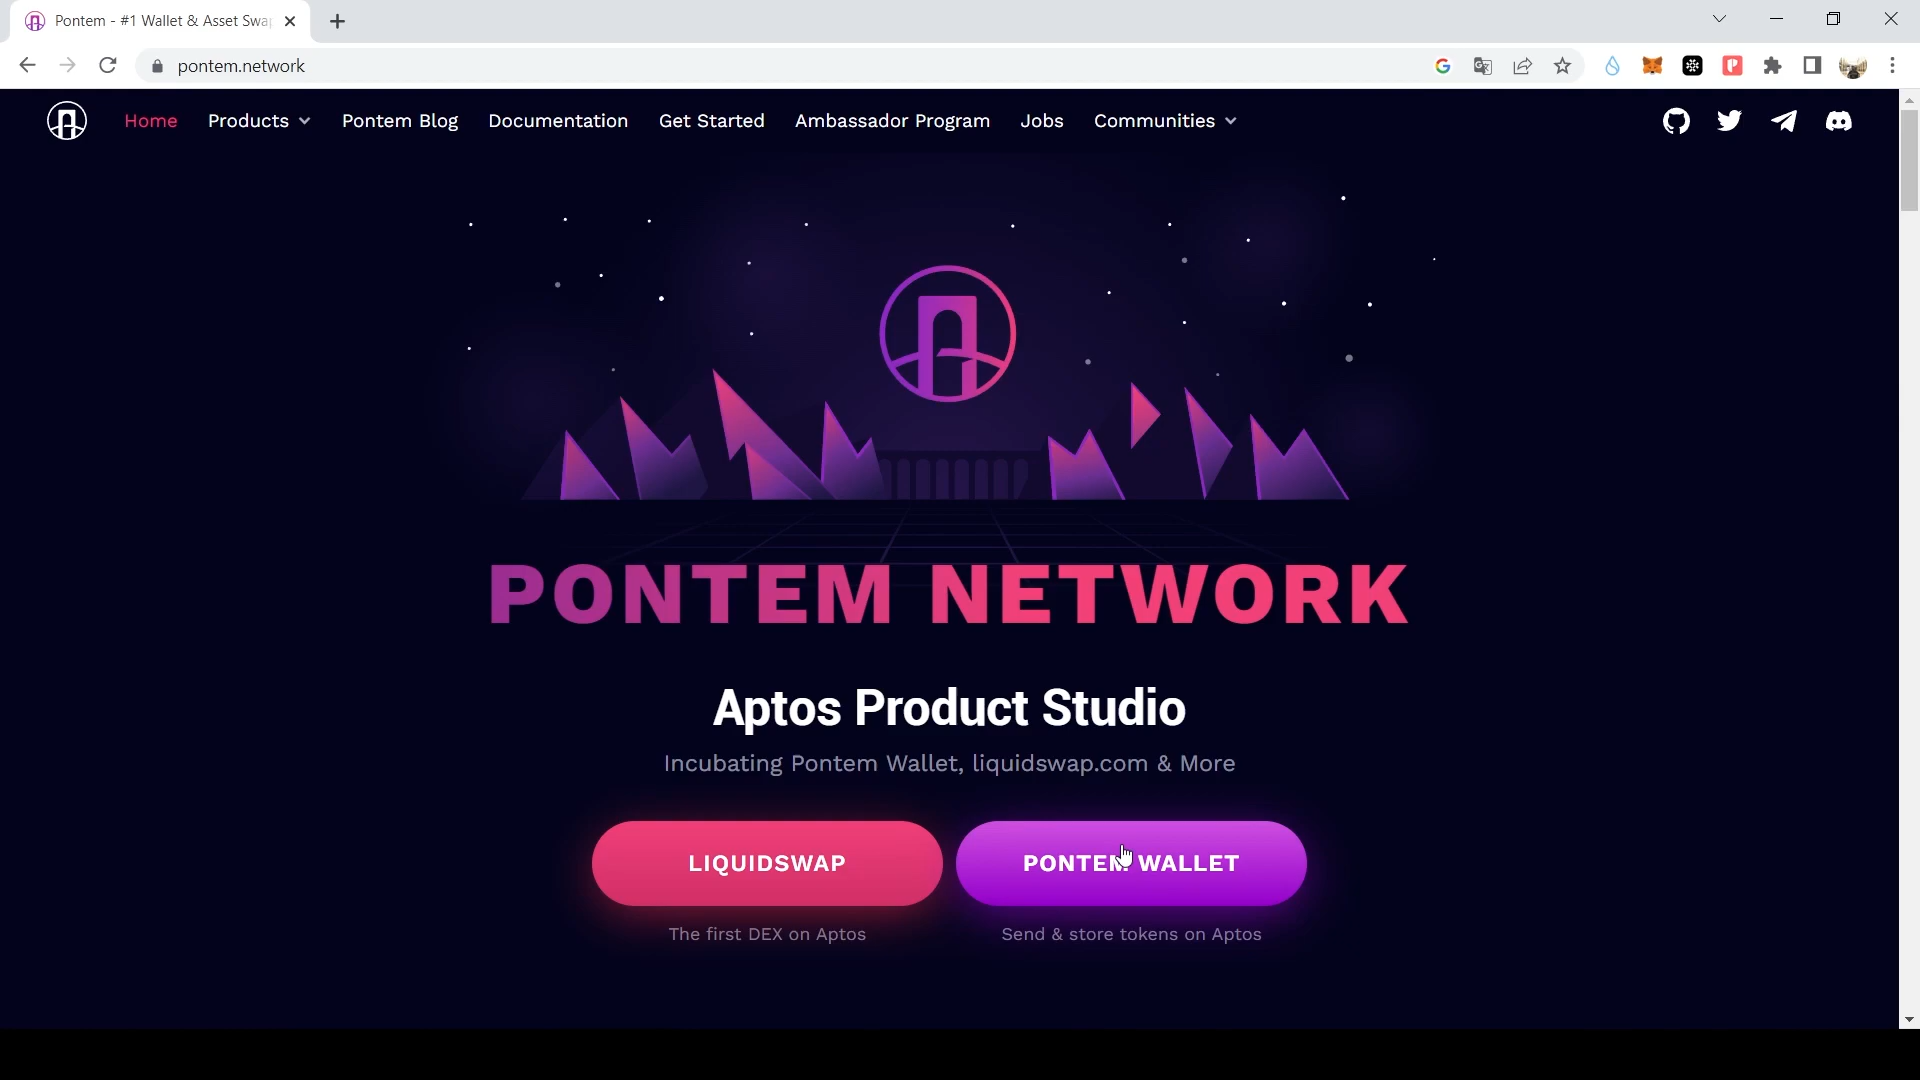 Pontem - #1 Wallet & Asset Swap
pontem.network
Home Products Pontem Blog Documentation Get Started Ambassador Program Jobs Communities
PONTEM NETWORK
Aptos Product Studio
Incubating Pontem Wallet, liquidswap.com & More
LIQUIDSWAP PONTEM WALLET
The first DEX on Aptos Send & store tokens on Aptos